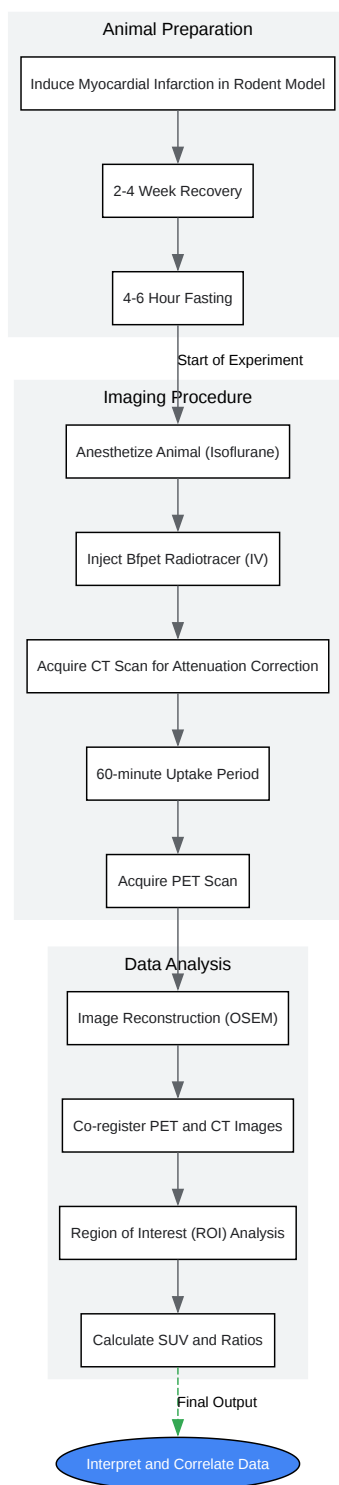 Animal Preparation
Induce Myocardial Infarction in Rodent Model
2-4 Week Recovery
4-6 Hour Fasting
Start of Experiment
Imaging Procedure
Anesthetize Animal (Isoflurane)
Inject Bfpet Radiotracer (IV)
Acquire CT Scan for Attenuation Correction
60-minute Uptake Period
Acquire PET Scan
Data Analysis
Image Reconstruction (OSEM)
Co-register PET and CT Images
Region of Interest (ROI) Analysis
Calculate SUV and Ratios
Final Output
Interpret and Correlate Data